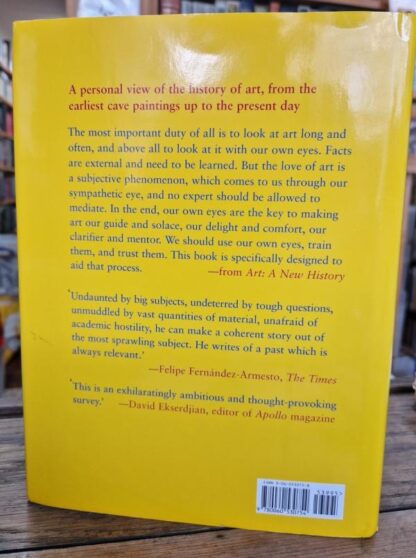 A personal view of the history of art, from the
earliest cave paintings up to the present day
The most important duty of all is to look at art long and
often, and above all to look at it with our own eyes. Facts
are external and need to be learned. But the love of art is
a subjective phenomenon, which comes to us through our
sympathetic eye, and no expert should be allowed to
mediate. In the end, our own eyes are the key to making
art our guide and solace, our delight and comfort, our
clarifier and mentor. We should use our own eyes, train
them, and trust them. This book is specifically designed to
aid that process. —from Art: A New History
'Undaunted by big subjects, undeterred by tough questions,
unmuddled by vast quantities of material, unafraid of
academic hostility, he can make a coherent story out of
the most sprawling subject. He writes of a past which is
always relevant.'
—Felipe Fernández-Armesto, The Times
'This is an exhilaratingly ambitious and thought-provoking
survey.' —David Ekserdjian, editor of Apollo magazine
ISBN 0-06-053075-8
53995>
9 780060 530754